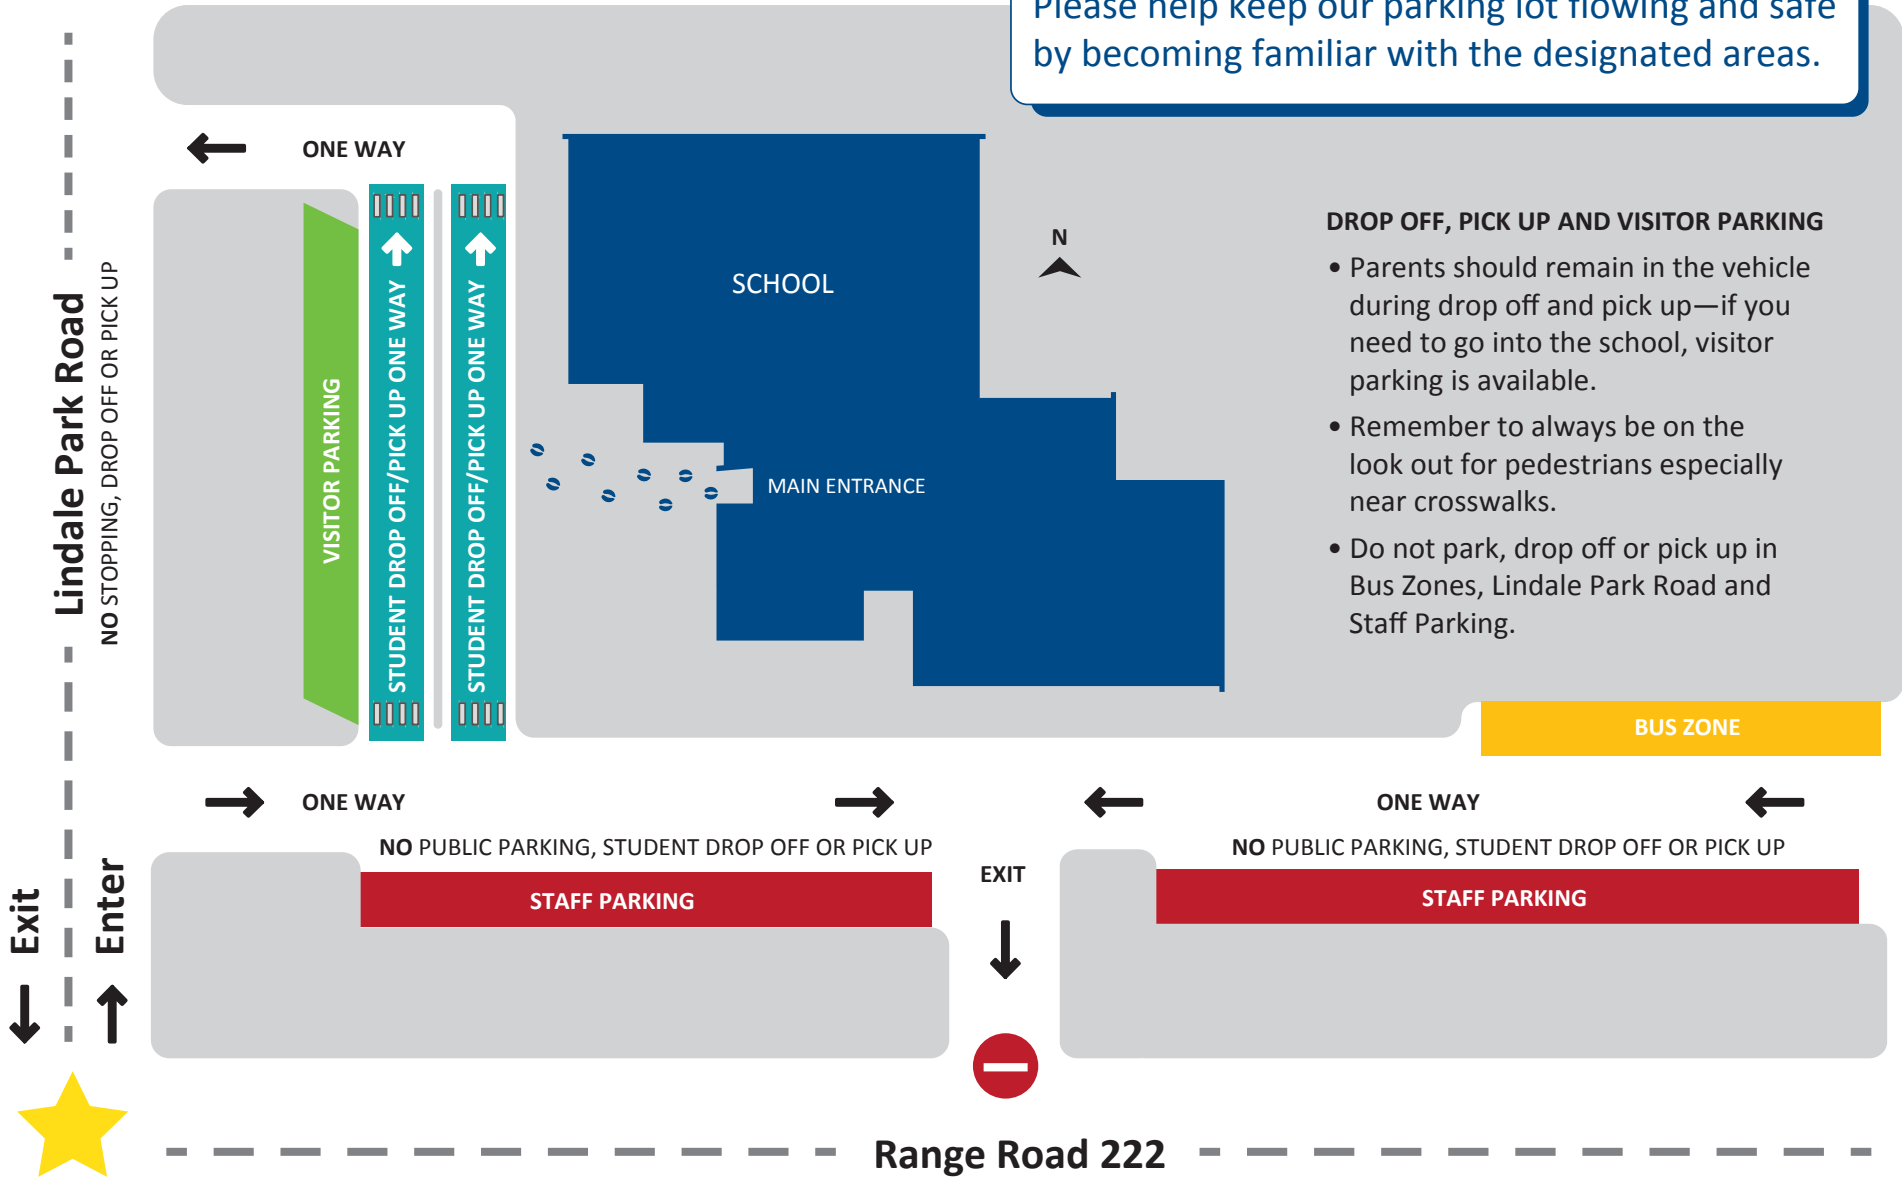 Please help keep our parking lot flowing and safe
by becoming familiar with the designated areas.
ONE WAY
Lindale Park Road
NO STOPPING, DROP OFF OR PICK UP
VISITOR PARKING
STUDENT DROP OFF/PICK UP ONE WAY
STUDENT DROP OFF/PICK UP ONE WAY
SCHOOL
MAIN ENTRANCE
N
DROP OFF, PICK UP AND VISITOR PARKING
• Parents should remain in the vehicle
during drop off and pick up—if you
need to go into the school, visitor
parking is available.
• Remember to always be on the
look out for pedestrians especially
near crosswalks.
• Do not park, drop off or pick up in
Bus Zones, Lindale Park Road and
Staff Parking.
BUS ZONE
ONE WAY
ONE WAY
NO PUBLIC PARKING, STUDENT DROP OFF OR PICK UP
NO PUBLIC PARKING, STUDENT DROP OFF OR PICK UP
STAFF PARKING
EXIT
STAFF PARKING
Exit
Enter
Range Road 222